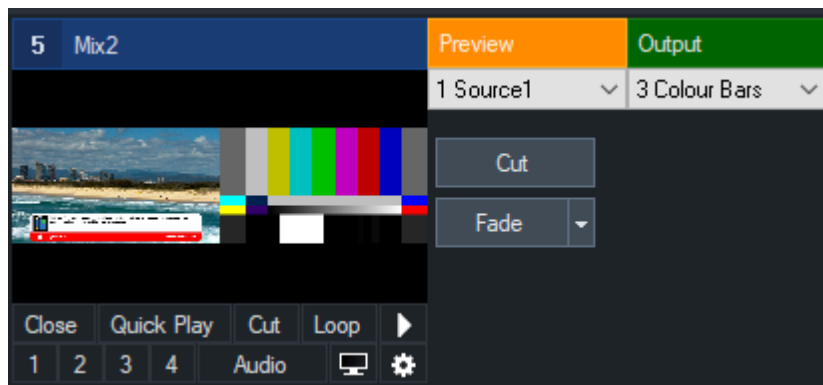 5 Mix2 Preview Output
1 Source1 3 Colour Bars
Cut
Fade
Close Quick Play Cut Loop
1 2 3 4 Audio